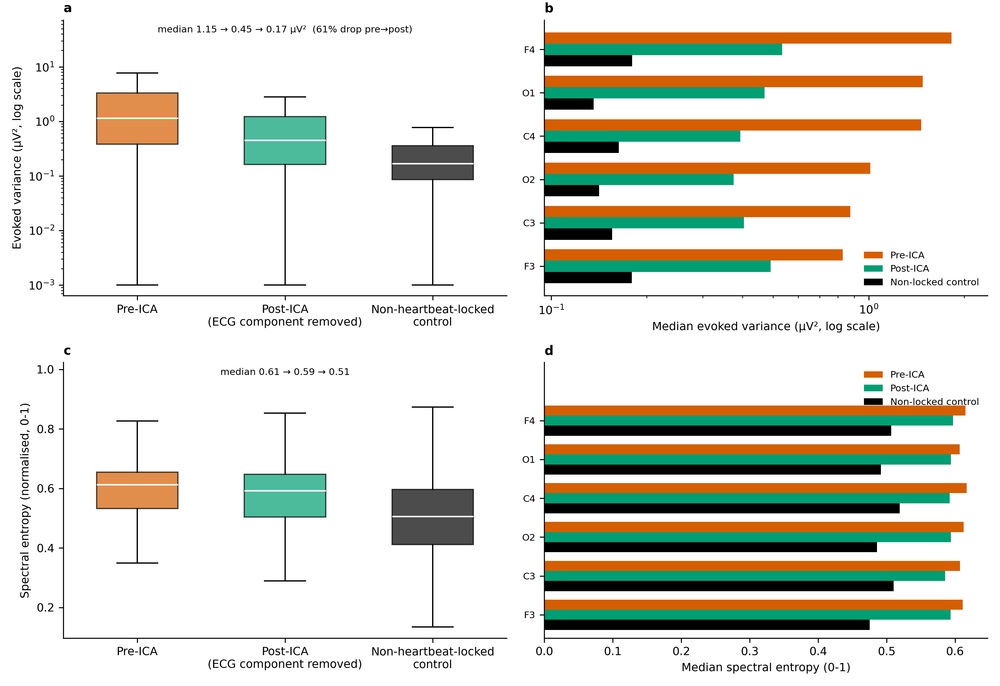 a
median 1.15 → 0.45 → 0.17 µV² (61% drop pre→post)
Evoked variance (µV², log scale)
10¹
10⁰
10⁻¹
10⁻²
10⁻³
Pre-ICA
Post-ICA
(ECG component removed)
Non-heartbeat-locked
control
b
F4
O1
C4
O2
C3
F3
Pre-ICA
Post-ICA
Non-locked control
10⁻¹
10⁰
Median evoked variance (µV², log scale)
c
median 0.61 → 0.59 → 0.51
Spectral entropy (normalised, 0-1)
1.0
0.8
0.6
0.4
0.2
Pre-ICA
Post-ICA
(ECG component removed)
Non-heartbeat-locked
control
d
Pre-ICA
Post-ICA
Non-locked control
F4
O1
C4
O2
C3
F3
0.0
0.1
0.2
0.3
0.4
0.5
0.6
Median spectral entropy (0-1)